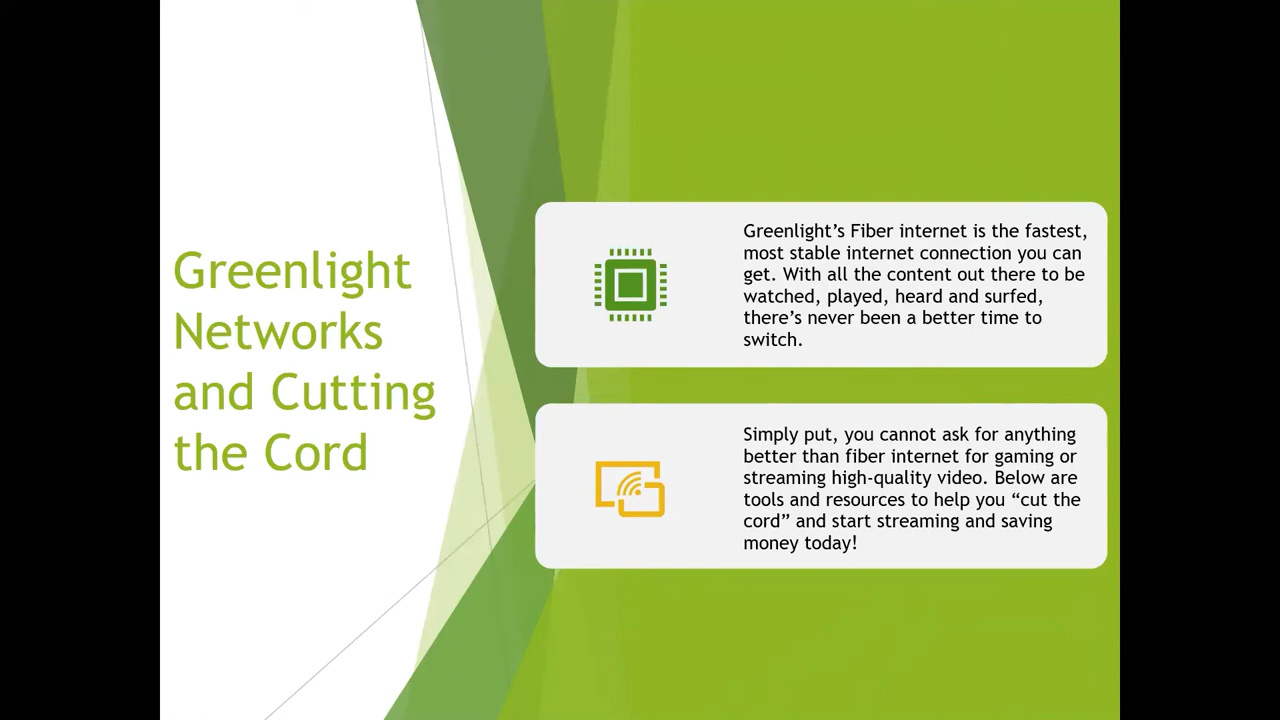 Greenlight
Networks
and Cutting
the Cord
Greenlight’s Fiber internet is the fastest,
most stable internet connection you can
get. With all the content out there to be
watched, played, heard and surfed,
there’s never been a better time to
switch.
Simply put, you cannot ask for anything
better than fiber internet for gaming or
streaming high-quality video. Below are
tools and resources to help you “cut the
cord” and start streaming and saving
money today!